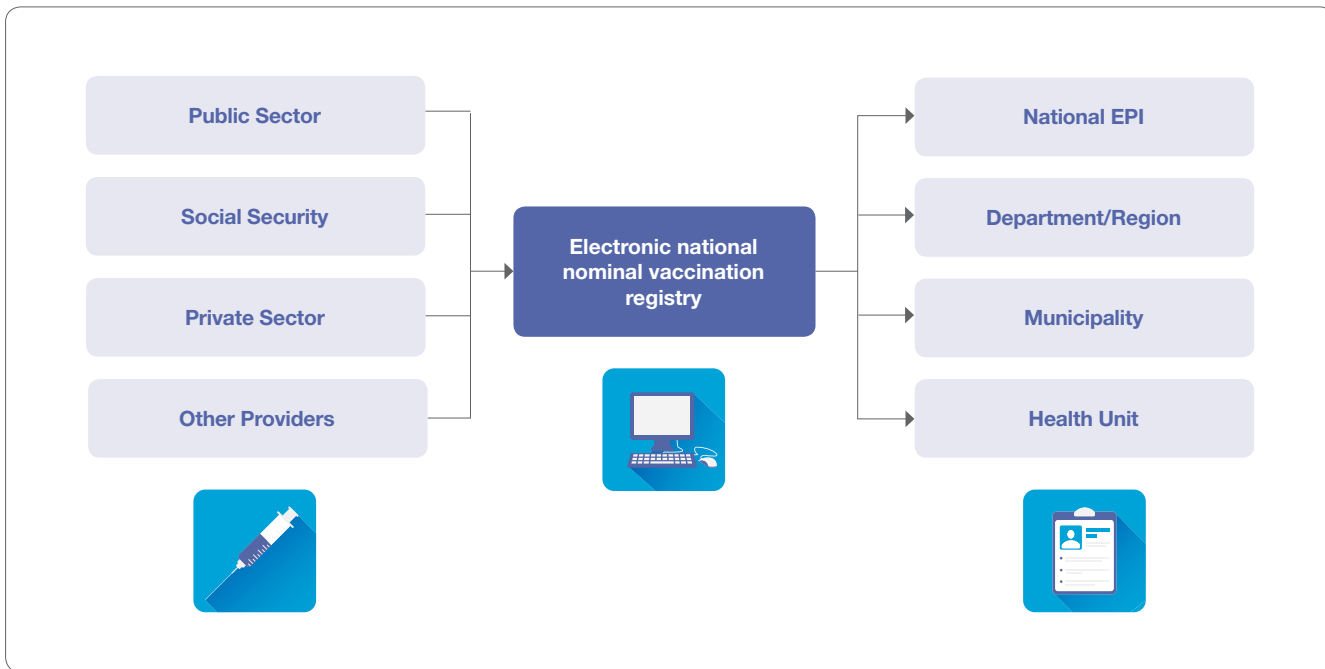 Public Sector
Social Security
Private Sector
Other Providers
Electronic national
nominal vaccination
registry
National EPI
Department/Region
Municipality
Health Unit